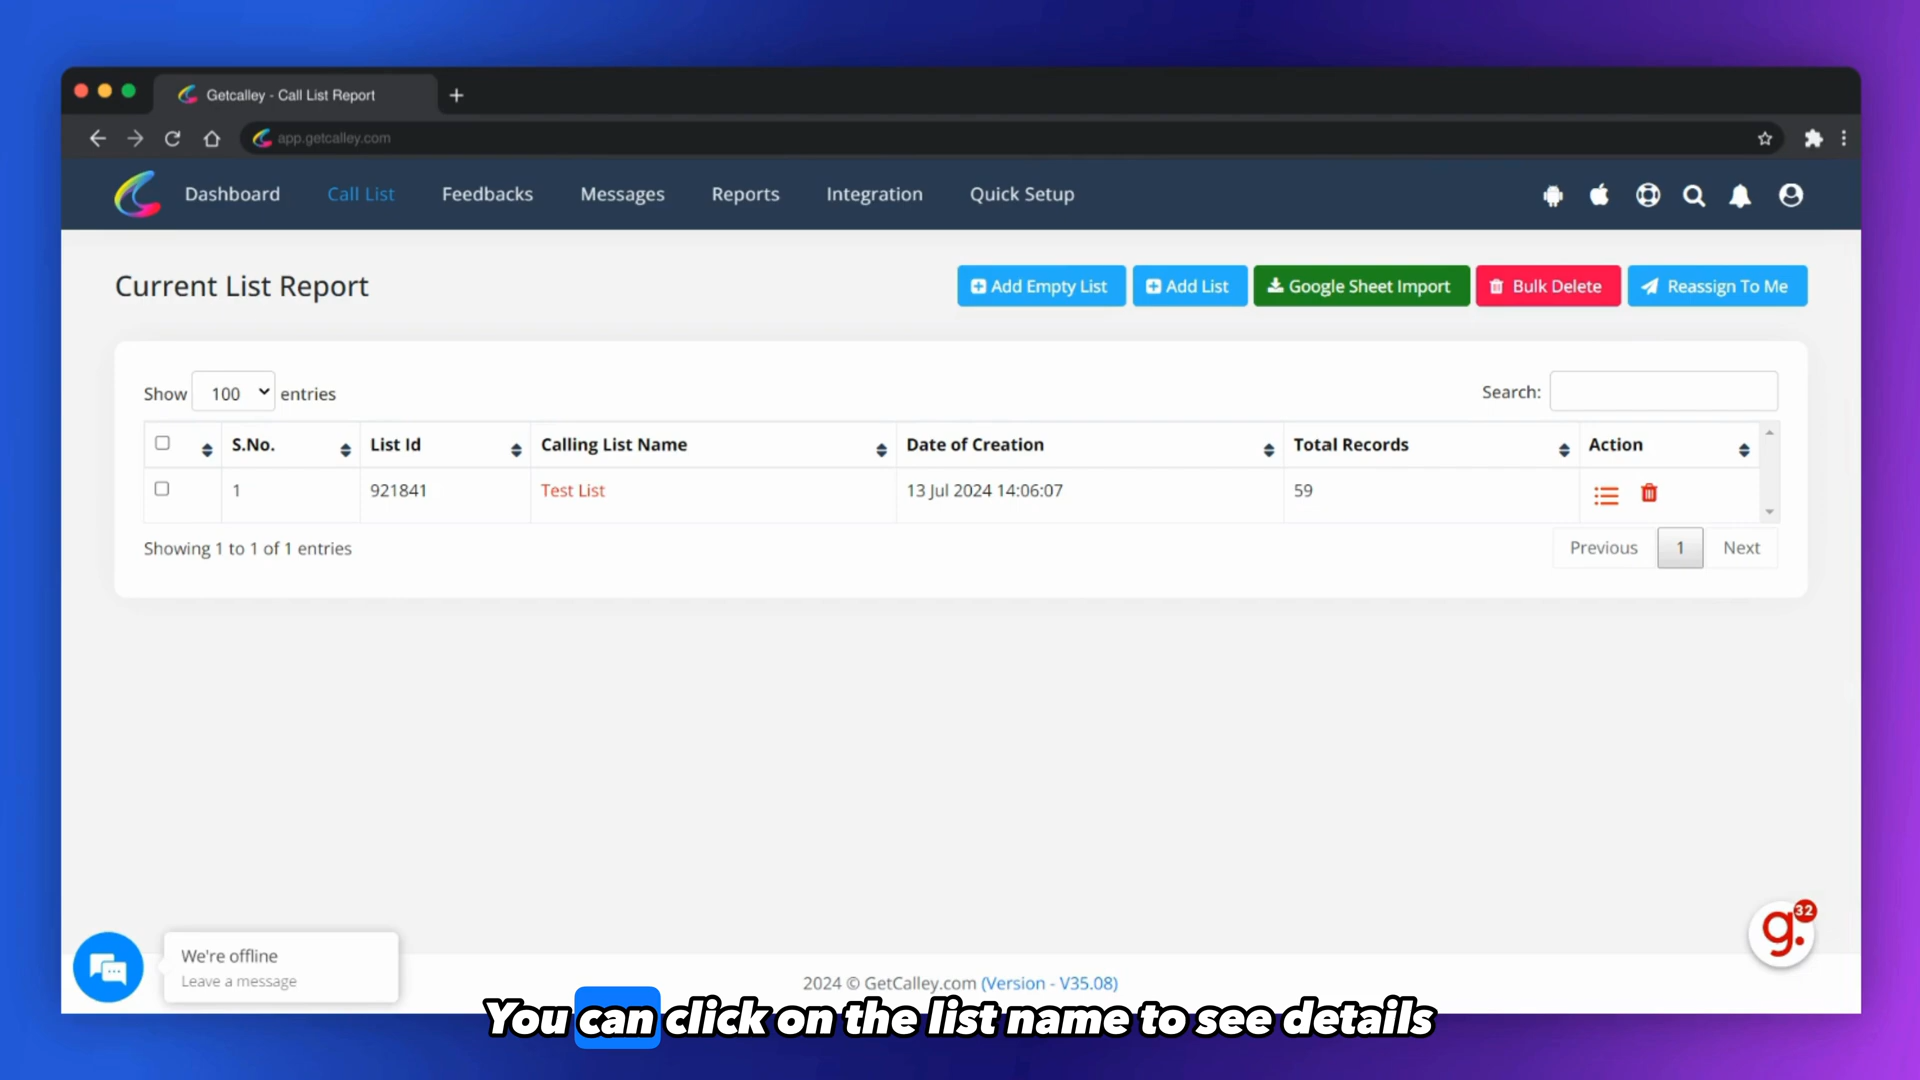 Getcalley - Call List Report
app.getcalley.com
Dashboard Call List Feedbacks Messages Reports Integration Quick Setup
Current List Report
Add Empty List Add List Google Sheet Import Bulk Delete Reassign To Me
Show 100 entries Search:
S.No. List Id Calling List Name Date of Creation Total Records Action
1 921841 Test List 13 Jul 2024 14:06:07 59
Showing 1 to 1 of 1 entries Previous 1 Next
g. 32
We're offline
Leave a message
2024 © GetCalley.com (Version - V35.08)
You can click on the list name to see details